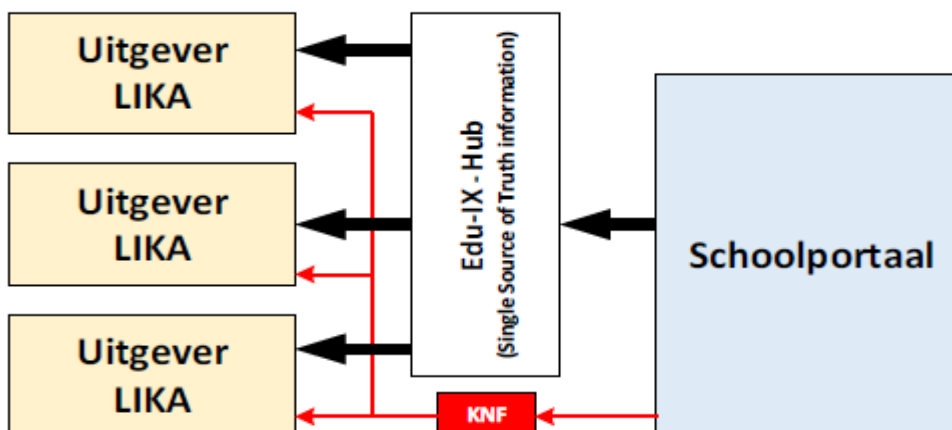 Uitgever
LIKA
Uitgever
LIKA
Uitgever
LIKA
Edu-IX - Hub
(Single Source of Truth information)
KNF
Schoolportaal